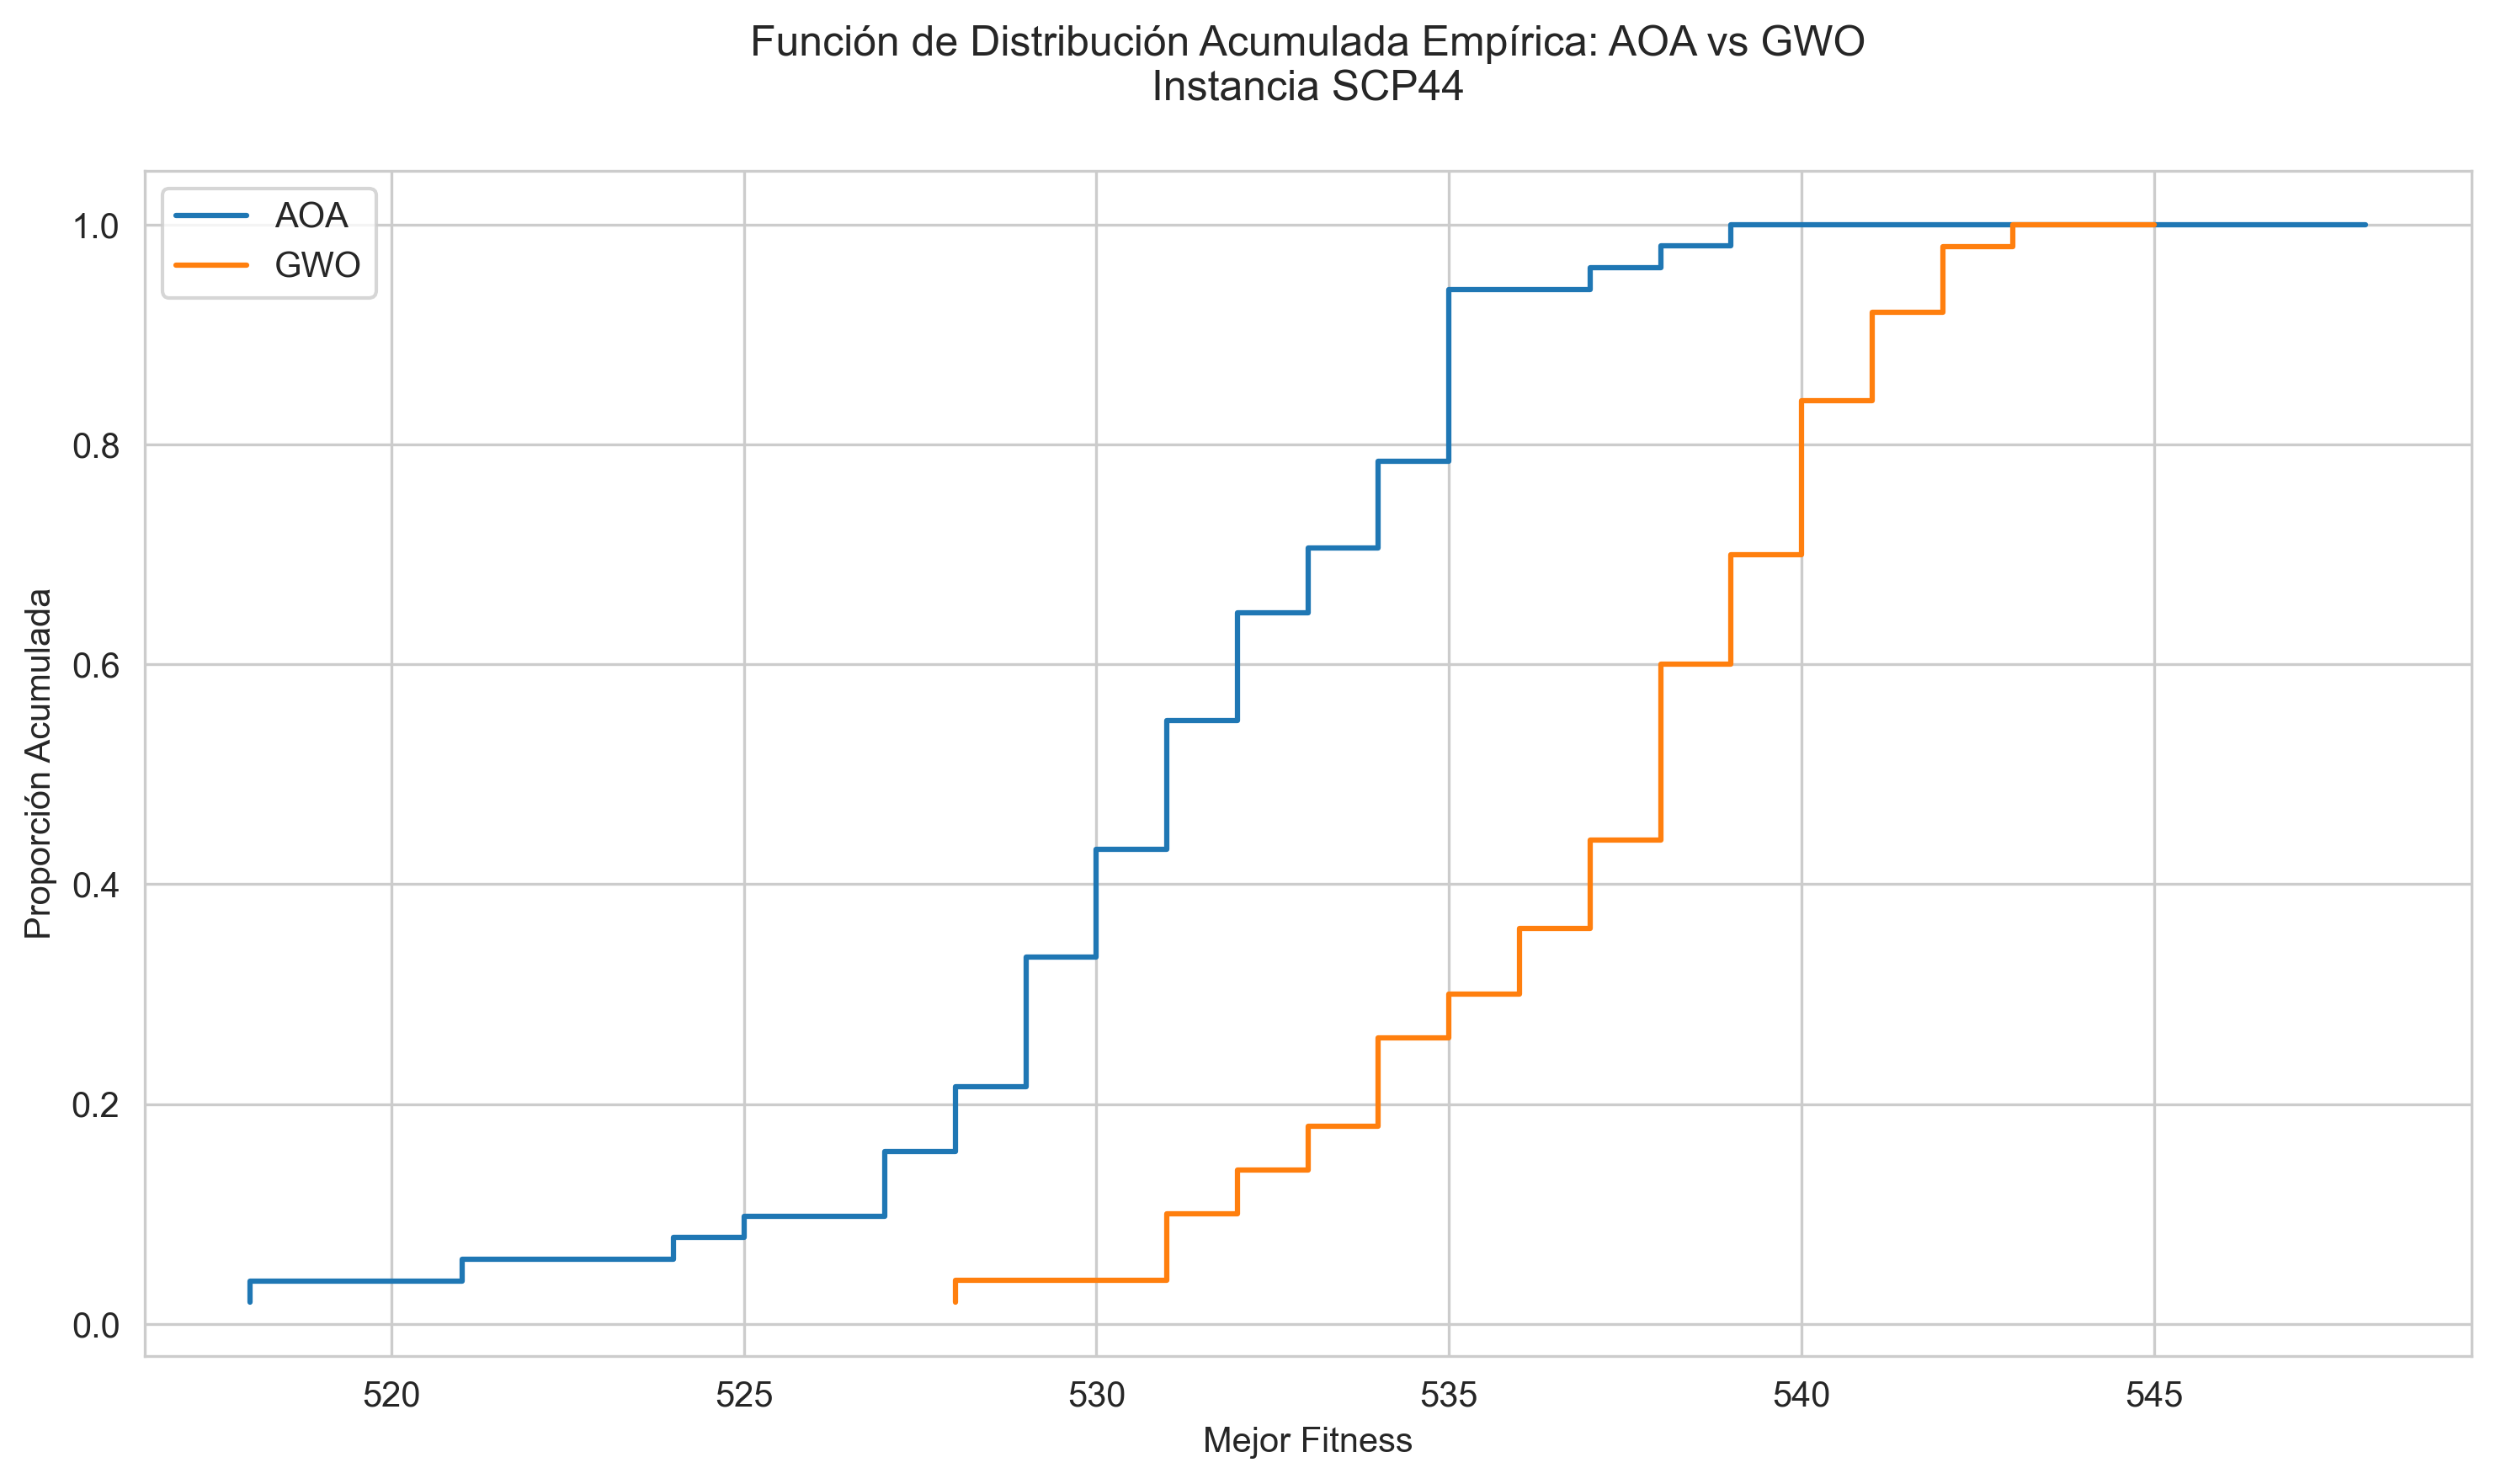 Función de Distribución Acumulada Empírica: AOA vs GWO
Instancia SCP44
AOA
GWO
1.0
0.8
0.6
0.4
0.2
0.0
Proporción Acumulada
520
525
530
535
540
545
Mejor Fitness